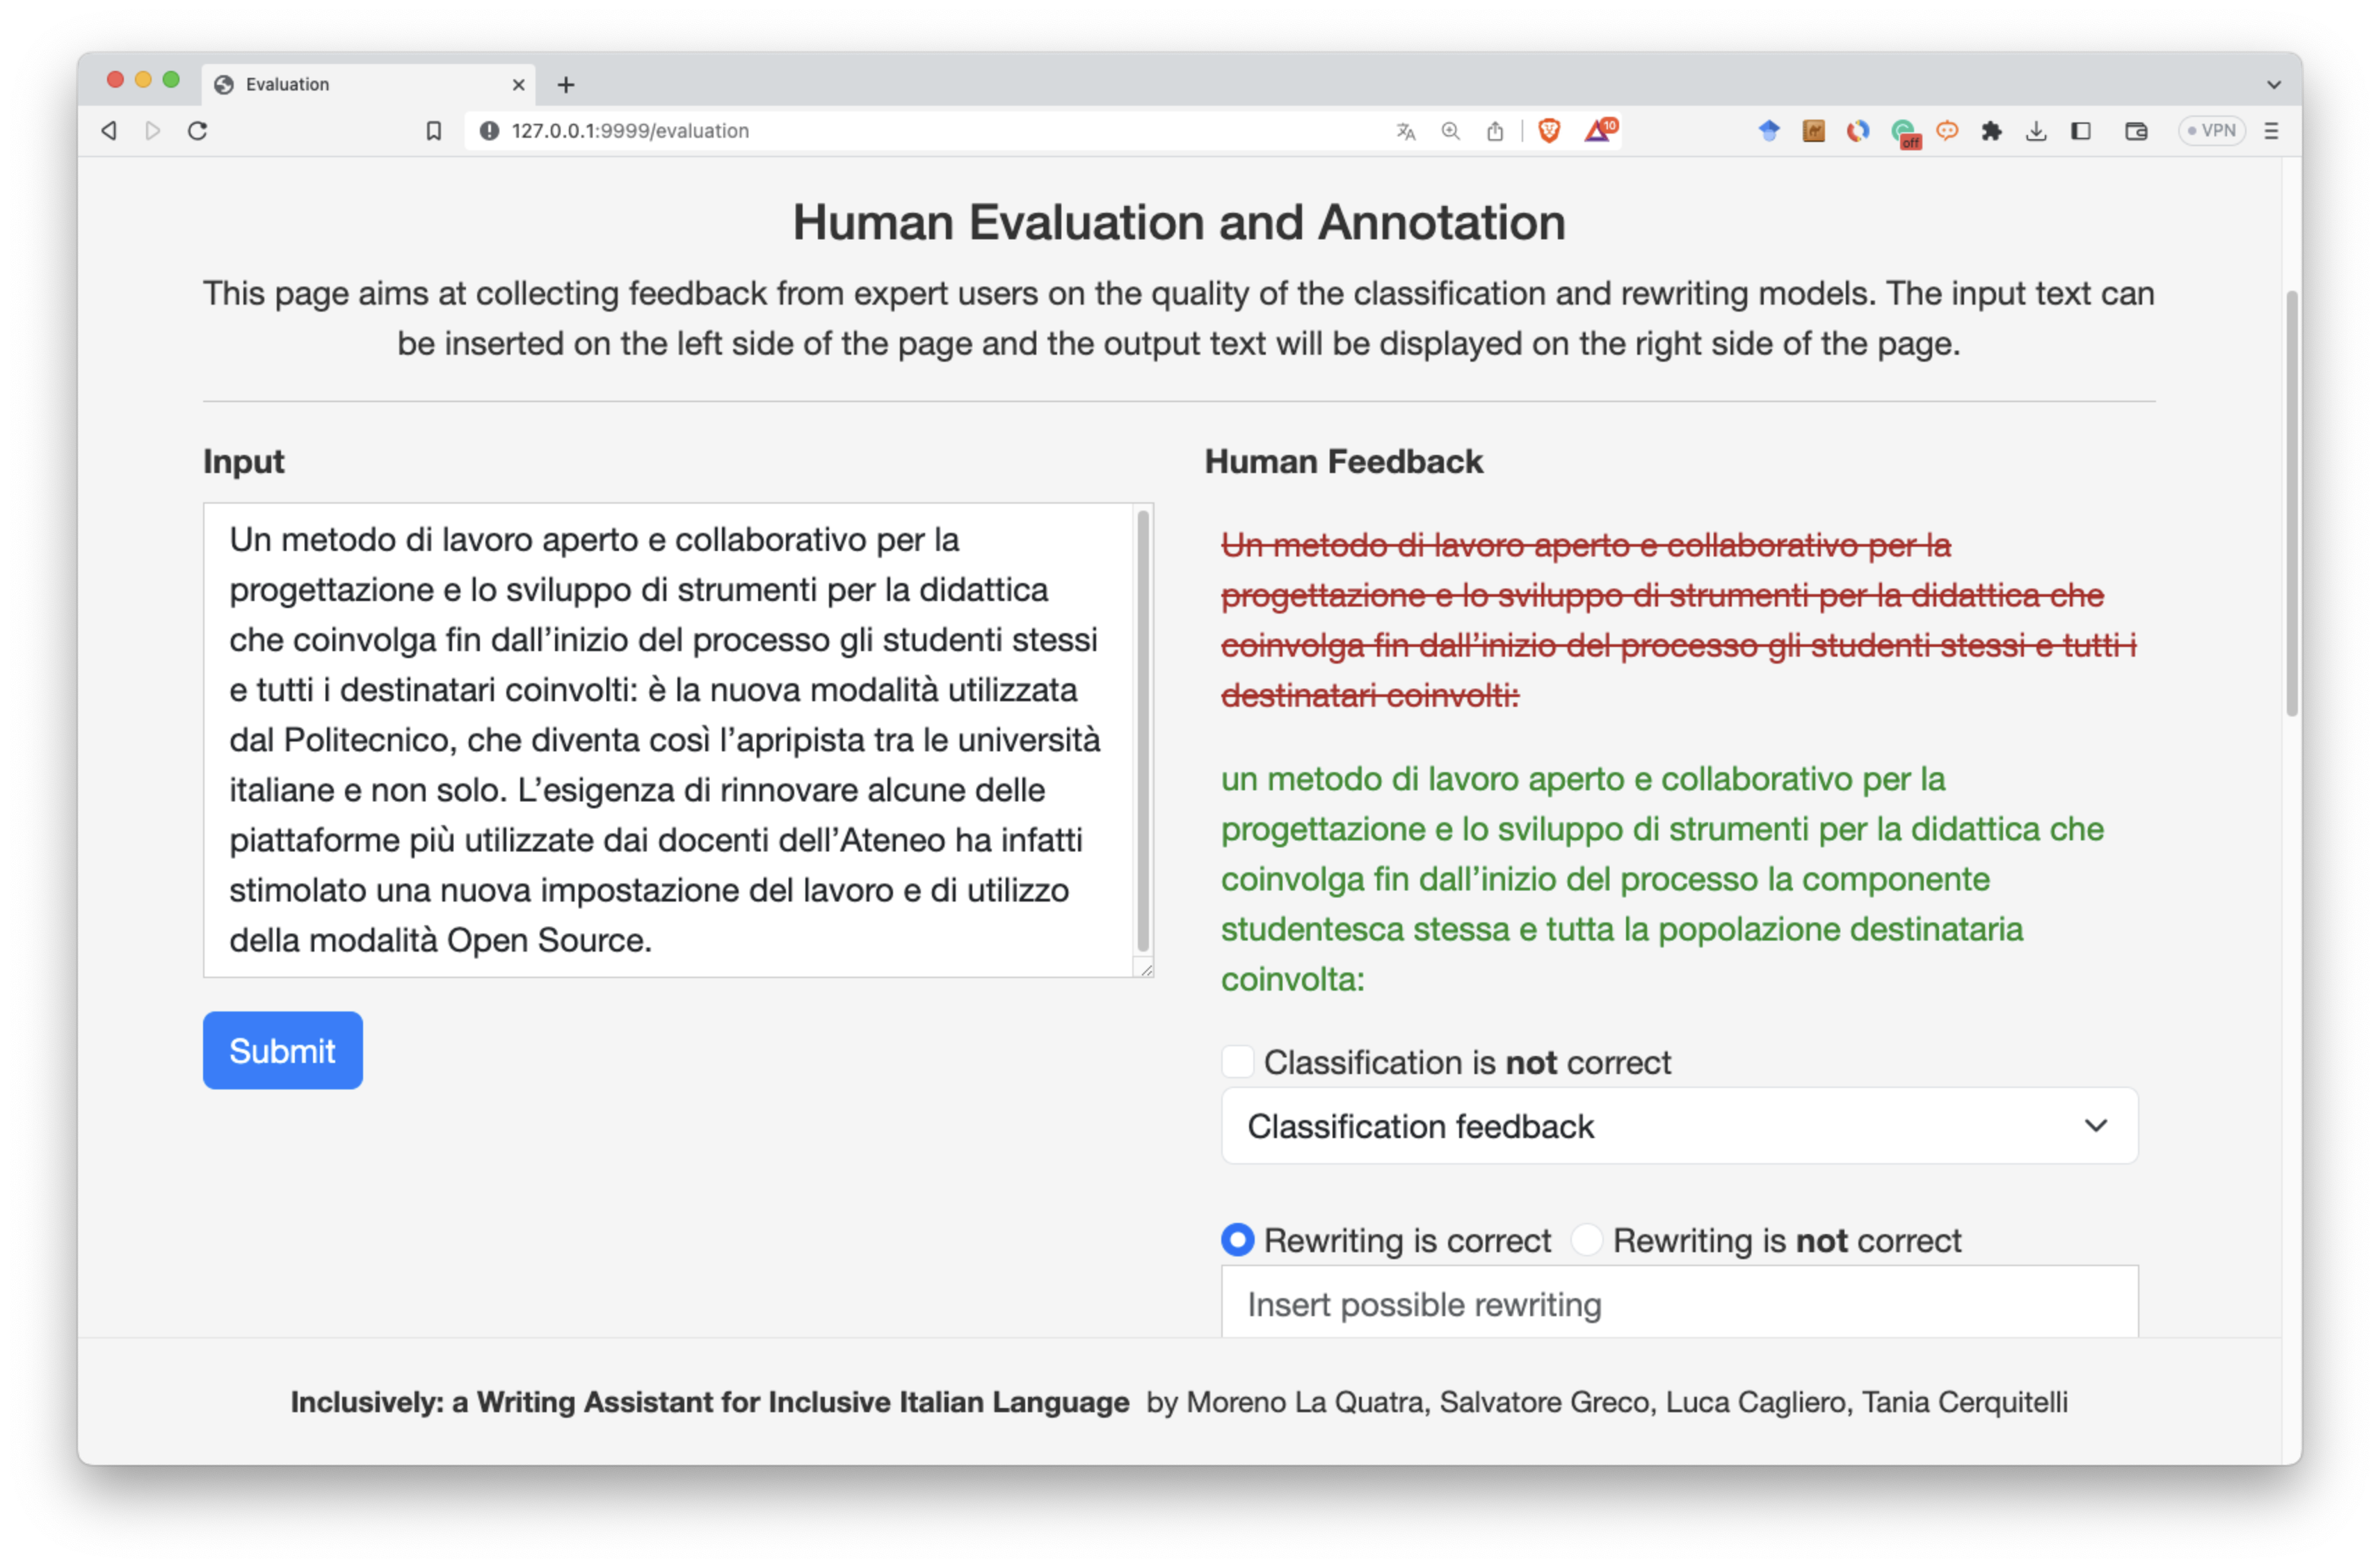 Evaluation
127.0.0.1:9999/evaluation
10
off
VPN
Human Evaluation and Annotation
This page aims at collecting feedback from expert users on the quality of the classification and rewriting models. The input text can
be inserted on the left side of the page and the output text will be displayed on the right side of the page.
Input
Un metodo di lavoro aperto e collaborativo per la
progettazione e lo sviluppo di strumenti per la didattica
che coinvolga fin dall’inizio del processo gli studenti stessi
e tutti i destinatari coinvolti: è la nuova modalità utilizzata
dal Politecnico, che diventa così l’apripista tra le università
italiane e non solo. L’esigenza di rinnovare alcune delle
piattaforme più utilizzate dai docenti dell’Ateneo ha infatti
stimolato una nuova impostazione del lavoro e di utilizzo
della modalità Open Source.
Submit
Human Feedback
Un metodo di lavoro aperto e collaborativo per la
progettazione e lo sviluppo di strumenti per la didattica che
coinvolga fin dall’inizio del processo gli studenti stessi e tutti i
destinatari coinvolti:
un metodo di lavoro aperto e collaborativo per la
progettazione e lo sviluppo di strumenti per la didattica che
coinvolga fin dall’inizio del processo la componente
studentesca stessa e tutta la popolazione destinataria
coinvolta:
Classification is not correct
Classification feedback
Rewriting is correct Rewriting is not correct
Insert possible rewriting
Inclusively: a Writing Assistant for Inclusive Italian Language by Moreno La Quatra, Salvatore Greco, Luca Cagliero, Tania Cerquitelli